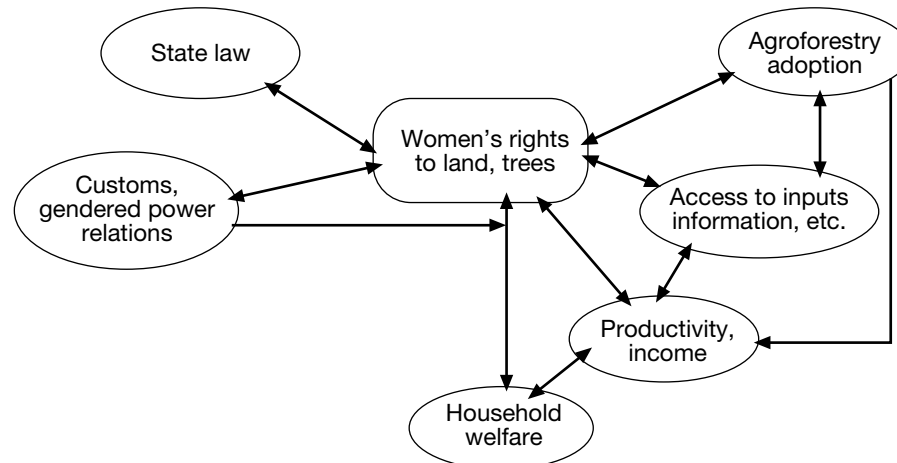 State law
Agroforestry
adoption
Women’s rights
to land, trees
Customs,
gendered power
relations
Access to inputs
information, etc.
Productivity,
income
Household
welfare